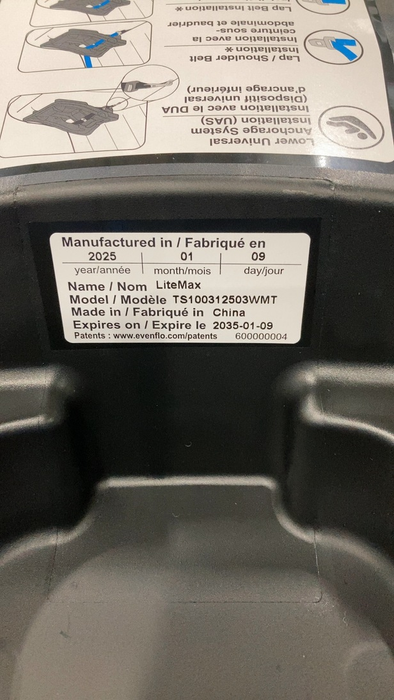 Lower Universal
Anchorage System
Installation (UAS)
Installation avec le DUA
(Dispositif universel
d'ancrage inférieur)
Lap / Shoulder Belt
Installation *
Installation avec la
ceinture sous-
abdominale et baudrier
Lap Belt Installation *
Manufactured in / Fabriqué en
2025 01 09
year/année month/mois day/jour
Name / Nom LiteMax
Model / Modèle TS100312503WMT
Made in / Fabriqué in China
Expires on / Expire le 2035-01-09
Patents : www.evenflo.com/patents 600000004